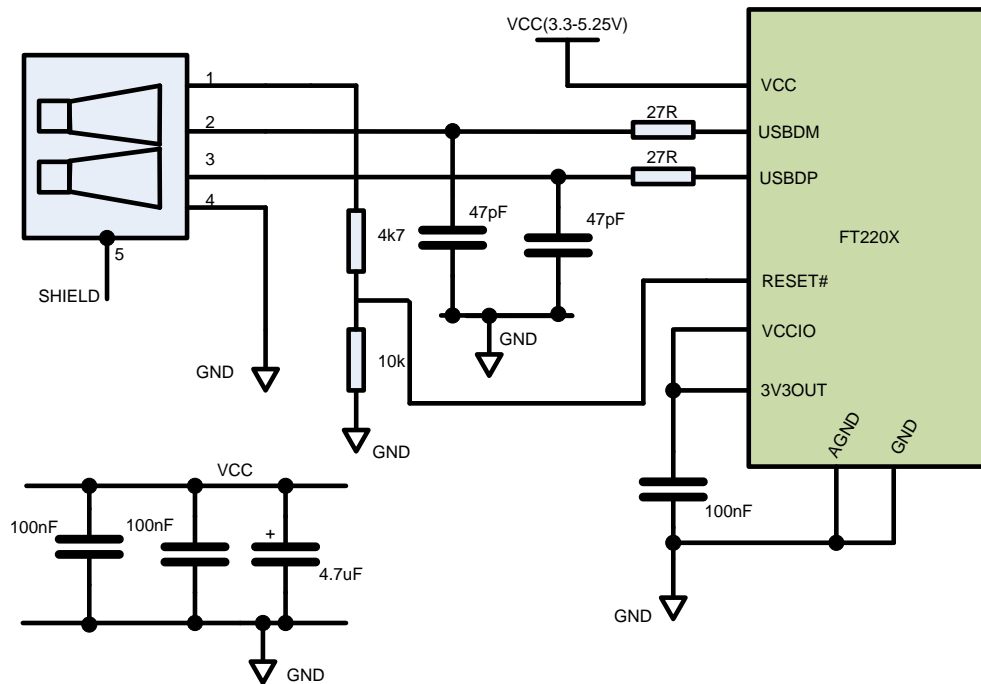 VCC(3.3-5.25V)
1
VCC
27R
2
USBDM
27R
3
USBDP
4
47pF
47pF
4k7
FT220X
5
RESET#
SHIELD
VCCIO
GND
10k
GND
3V3OUT
AGND
GND
GND
VCC
100nF
100nF
100nF
+
4.7uF
GND
GND